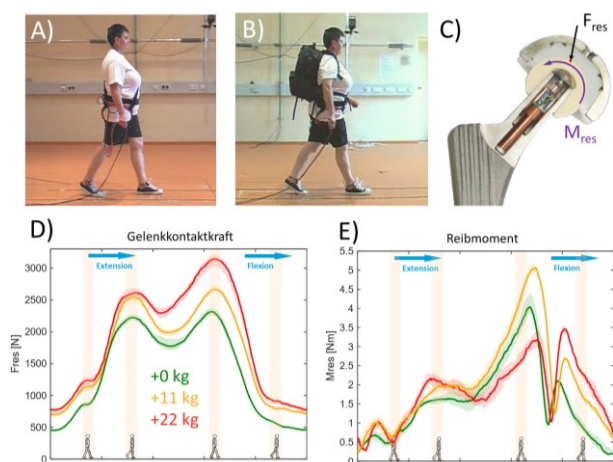 A)
B)
C)
Fres
Mres
D)
Gelenkkontaktkraft
Extension
Flexion
Fres [N]
3000
2500
2000
1500
1000
500
0
+0 kg
+11 kg
+22 kg
E)
Reibmoment
Extension
Flexion
Mres [Nm]
5.5
5
4.5
4
3.5
3
2.5
2
1.5
1
0.5
0